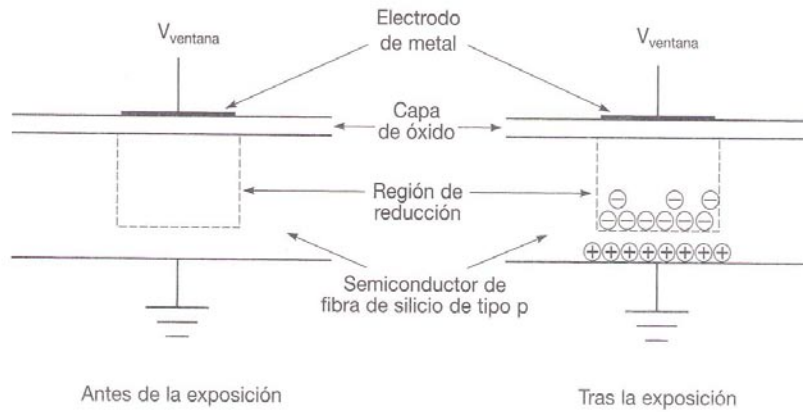 V ventana
Electrodo
de metal
V ventana
Capa
de óxido
Región de
reducción
− − −
− − − − − −
+ + + + + + + +
Semiconductor de
fibra de silicio de tipo p
Antes de la exposición
Tras la exposición